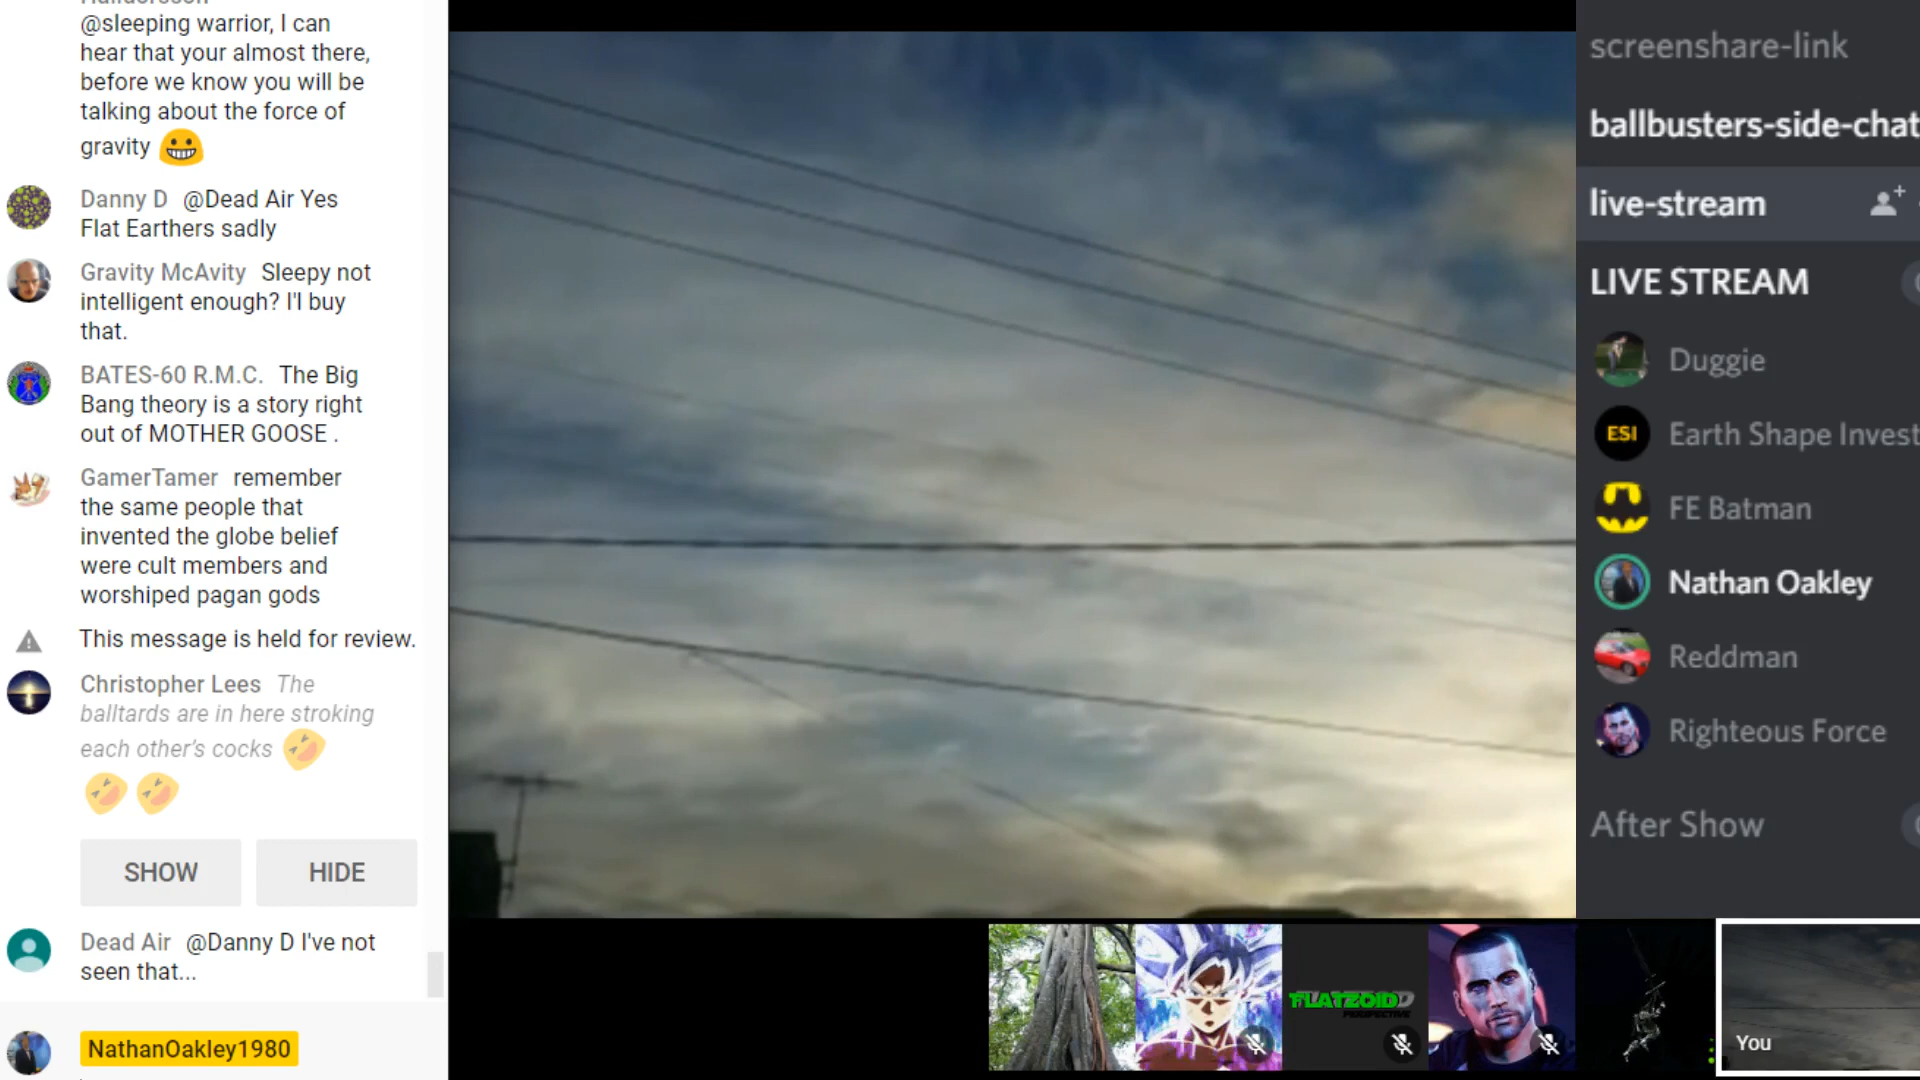 @sleeping warrior, I can
hear that your almost there,
before we know you will be
talking about the force of
gravity
Danny D @Dead Air Yes
Flat Earthers sadly
Gravity McAvity Sleepy not
intelligent enough? I'l buy
that.
BATES-60 R.M.C. The Big
Bang theory is a story right
out of MOTHER GOOSE .
GamerTamer remember
the same people that
invented the globe belief
were cult members and
worshiped pagan gods
This message is held for review.
Christopher Lees The
balltards are in here stroking
each other's cocks
SHOW HIDE
Dead Air @Danny D I've not
seen that...
NathanOakley1980
screenshare-link
ballbusters-side-chat
live-stream
LIVE STREAM
Duggie
ESI Earth Shape Invest
FE Batman
Nathan Oakley
Reddman
Righteous Force
After Show
FLATZOID
PERSPECTIVE
You